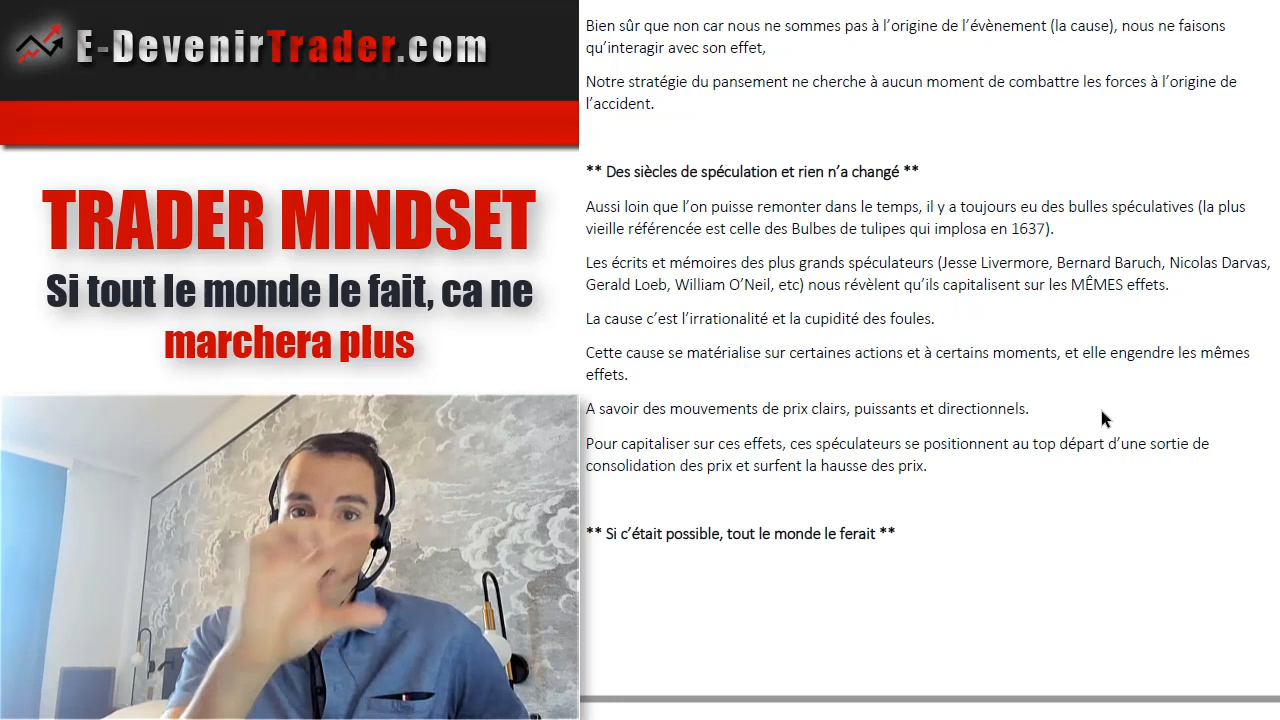 E-DevenirTrader.com
TRADER MINDSET
Si tout le monde le fait, ca ne
marchera plus
Bien sûr que non car nous ne sommes pas à l'origine de l'évènement (la cause), nous ne faisons
qu'interagir avec son effet,
Notre stratégie du pansement ne cherche à aucun moment de combattre les forces à l'origine de
l'accident.
** Des siècles de spéculation et rien n'a changé **
Aussi loin que l'on puisse remonter dans le temps, il y a toujours eu des bulles spéculatives (la plus
vieille référencée est celle des Bulbes de tulipes qui implosa en 1637).
Les écrits et mémoires des plus grands spéculateurs (Jesse Livermore, Bernard Baruch, Nicolas Darvas,
Gerald Loeb, William O'Neil, etc) nous révèlent qu'ils capitalisent sur les MÊMES effets.
La cause c'est l'irrationalité et la cupidité des foules.
Cette cause se matérialise sur certaines actions et à certains moments, et elle engendre les mêmes
effets.
A savoir des mouvements de prix clairs, puissants et directionnels.
Pour capitaliser sur ces effets, ces spéculateurs se positionnent au top départ d'une sortie de
consolidation des prix et surfent la hausse des prix.
** Si c'était possible, tout le monde le ferait **